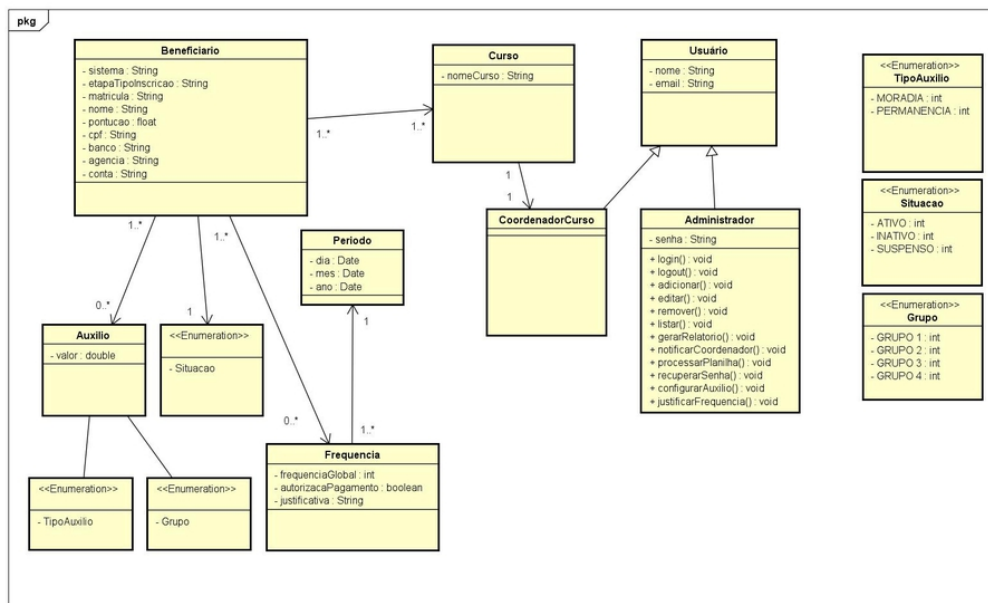 pkg
Beneficiario
- sistema : String
- etapaTipoInscricao : String
- matricula : String
- nome : String
- pontucao : float
- cpf : String
- banco : String
- agencia : String
- conta : String
1..*
1..*
Curso
- nomeCurso : String
1
1
Usuário
- nome : String
- email : String
CoordenadorCurso
Administrador
- senha : String
+ login() : void
+ logout() : void
+ adicionar() : void
+ editar() : void
+ remover() : void
+ listar() : void
+ gerarRelatorio() : void
+ notificarCoordenador() : void
+ processarPlanilha() : void
+ recuperarSenha() : void
+ configurarAuxilio() : void
+ justificarFrequencia() : void
<<Enumeration>>
TipoAuxilio
- MORADIA : int
- PERMANENCIA : int
<<Enumeration>>
Situacao
- ATIVO : int
- INATIVO : int
- SUSPENSO : int
<<Enumeration>>
Grupo
- GRUPO 1 : int
- GRUPO 2 : int
- GRUPO 3 : int
- GRUPO 4 : int
1..*
1
1..*
Periodo
- dia : Date
- mes : Date
- ano : Date
0..*
1
1
Auxilio
- valor : double
<<Enumeration>>
- Situacao
0..*
1..*
Frequencia
- frequenciaGlobal : int
- autorizacaPagamento : boolean
- justificativa : String
<<Enumeration>>
- TipoAuxilio
<<Enumeration>>
- Grupo